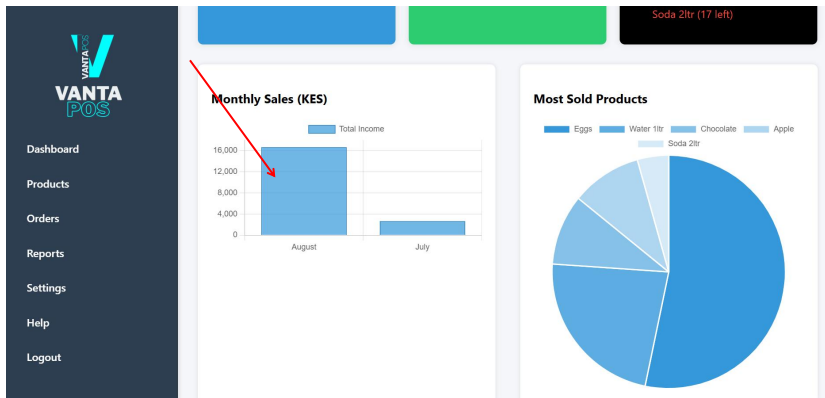 Soda 2ltr (17 left)
VANTAPOS
VANTA
POS
Dashboard
Products
Orders
Reports
Settings
Help
Logout
Monthly Sales (KES)
Total Income
16,000
12,000
8,000
4,000
0
August July
Most Sold Products
Eggs Water 1ltr Chocolate Apple
Soda 2ltr